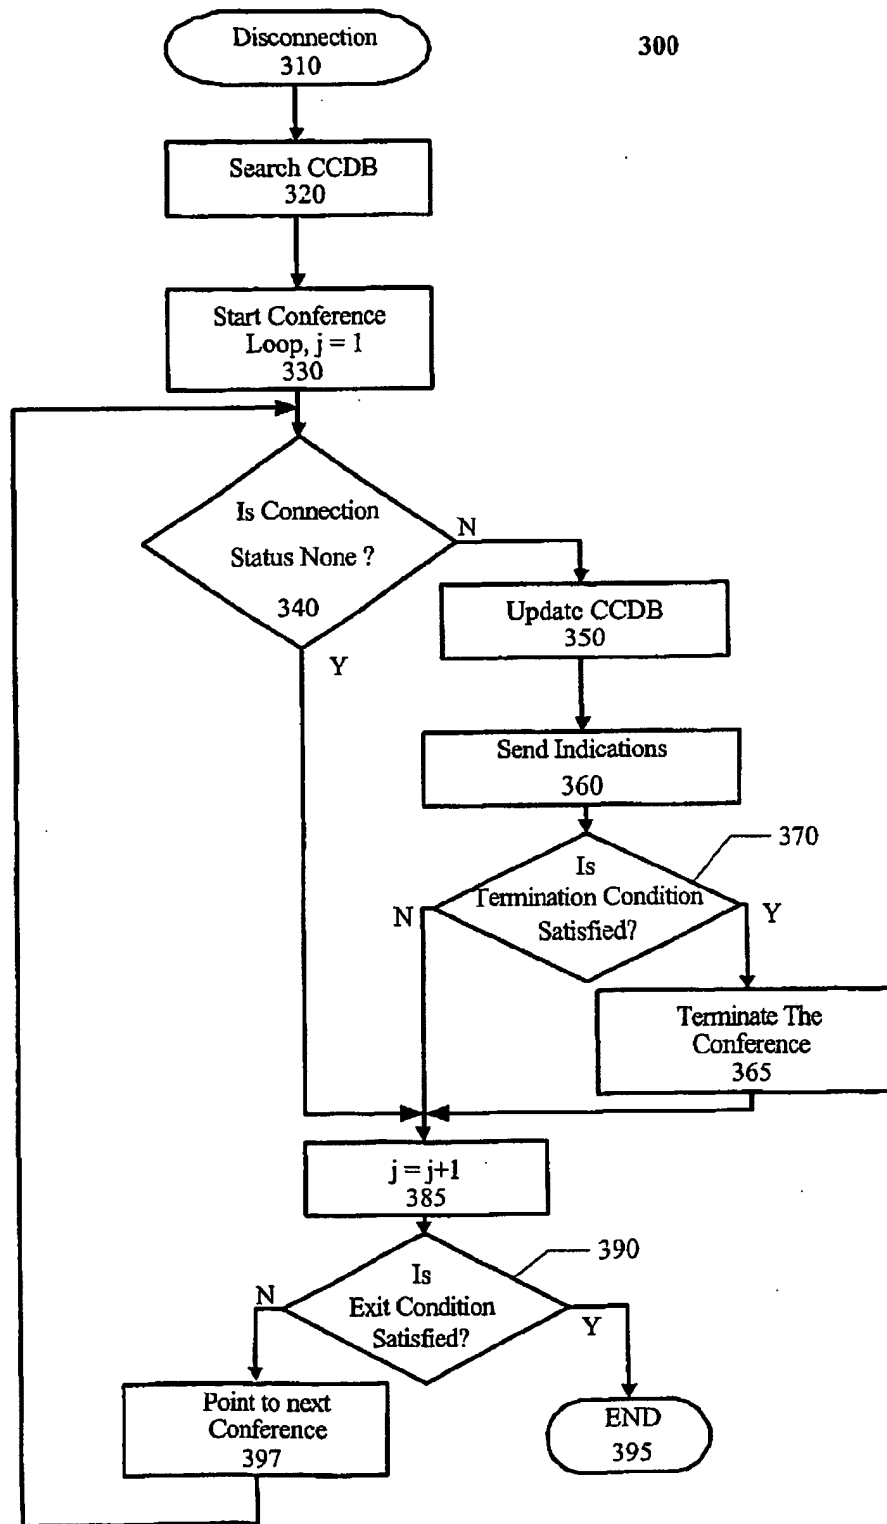 Disconnection
310
300
Search CCDB
320
Start Conference
Loop, j = 1
330
Is Connection
Status None ?
340
N
Y
Update CCDB
350
Send Indications
360
370
Is
Termination Condition
Satisfied?
N
Y
Terminate The
Conference
365
j = j+1
385
390
Is
Exit Condition
Satisfied?
N
Y
Point to next
Conference
397
END
395